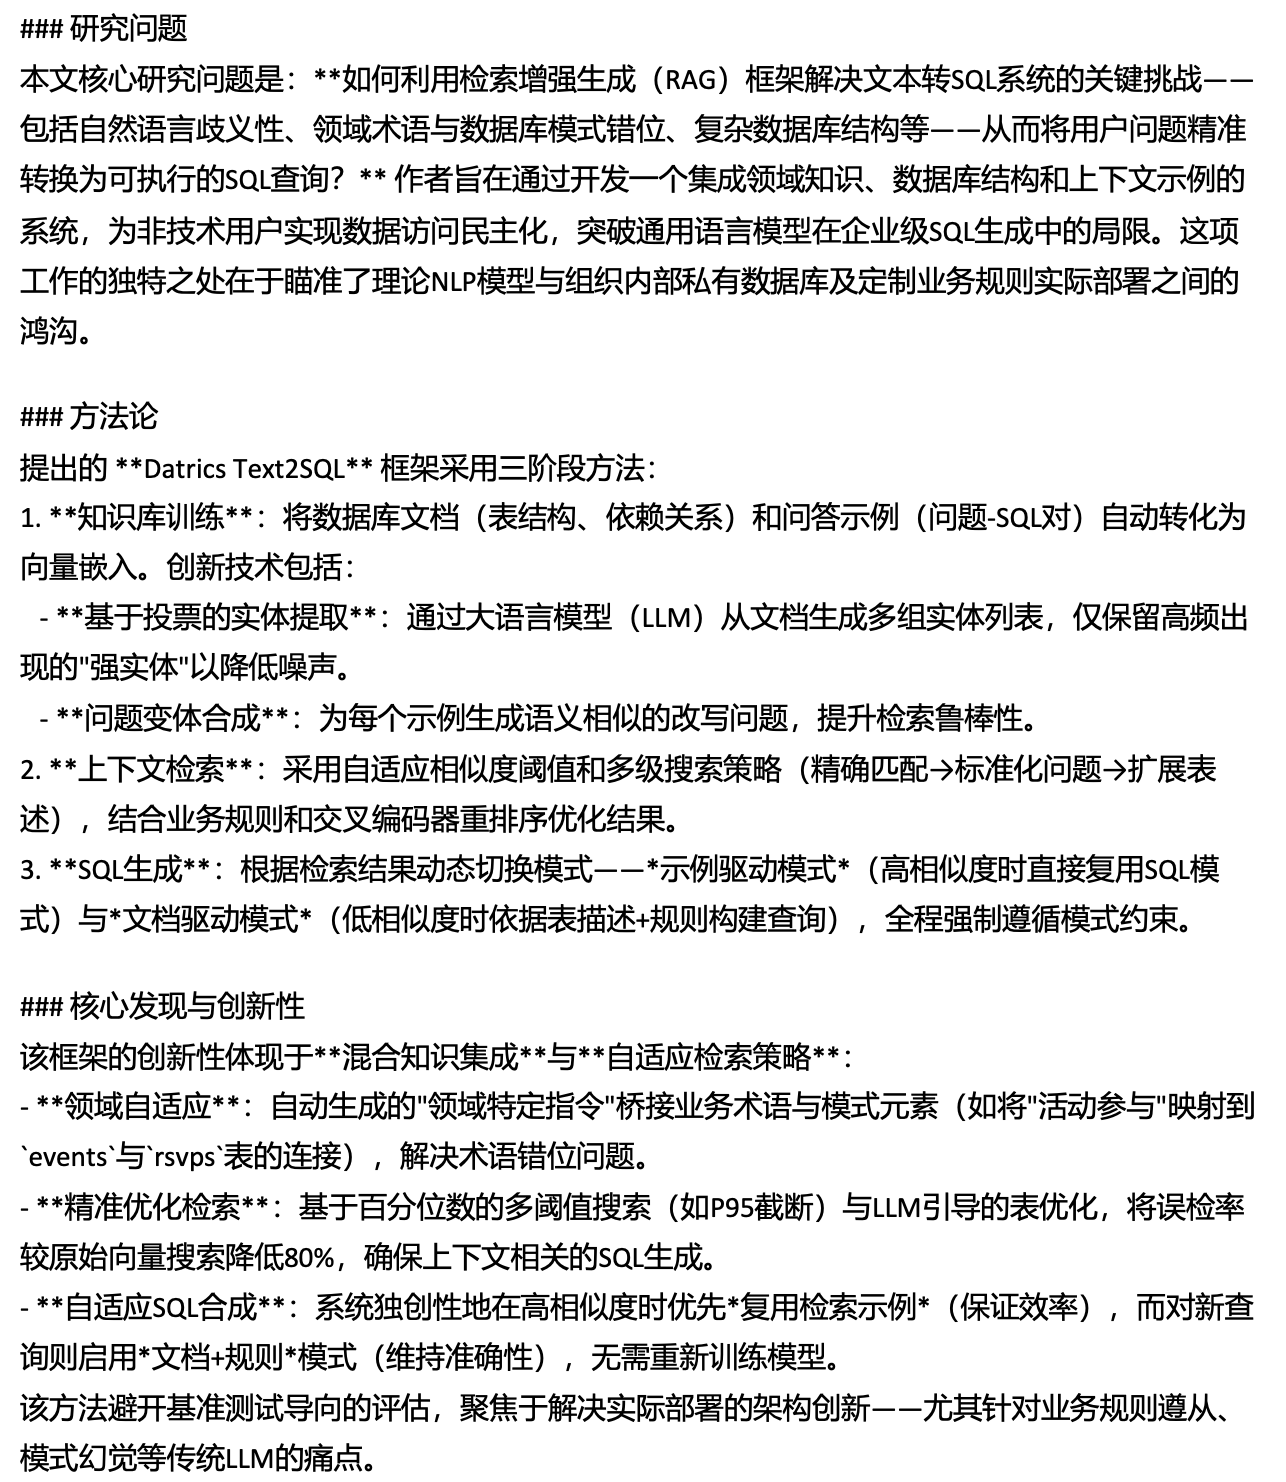 ### 研究问题
本文核心研究问题是：**如何利用检索增强生成（RAG）框架解决文本转SQL系统的关键挑战——
包括自然语言歧义性、领域术语与数据库模式错位、复杂数据库结构等——从而将用户问题精准
转换为可执行的SQL查询？** 作者旨在通过开发一个集成领域知识、数据库结构和上下文示例的
系统，为非技术用户实现数据访问民主化，突破通用语言模型在企业级SQL生成中的局限。这项
工作的独特之处在于瞄准了理论NLP模型与组织内部私有数据库及定制业务规则实际部署之间的
鸿沟。
### 方法论
提出的 **Datrics Text2SQL** 框架采用三阶段方法：
1. **知识库训练**：将数据库文档（表结构、依赖关系）和问答示例（问题-SQL对）自动转化为
向量嵌入。创新技术包括：
- **基于投票的实体提取**：通过大语言模型（LLM）从文档生成多组实体列表，仅保留高频出
现的"强实体"以降低噪声。
- **问题变体合成**：为每个示例生成语义相似的改写问题，提升检索鲁棒性。
2. **上下文检索**：采用自适应相似度阈值和多级搜索策略（精确匹配→标准化问题→扩展表
述），结合业务规则和交叉编码器重排序优化结果。
3. **SQL生成**：根据检索结果动态切换模式——*示例驱动模式*（高相似度时直接复用SQL模
式）与*文档驱动模式*（低相似度时依据表描述+规则构建查询），全程强制遵循模式约束。
### 核心发现与创新性
该框架的创新性体现于**混合知识集成**与**自适应检索策略**：
- **领域自适应**：自动生成的"领域特定指令"桥接业务术语与模式元素（如将"活动参与"映射到
`events`与`rsvps`表的连接），解决术语错位问题。
- **精准优化检索**：基于百分位数的多阈值搜索（如P95截断）与LLM引导的表优化，将误检率
较原始向量搜索降低80%，确保上下文相关的SQL生成。
- **自适应SQL合成**：系统独创性地在高相似度时优先*复用检索示例*（保证效率），而对新查
询则启用*文档+规则*模式（维持准确性），无需重新训练模型。
该方法避开基准测试导向的评估，聚焦于解决实际部署的架构创新——尤其针对业务规则遵从、
模式幻觉等传统LLM的痛点。